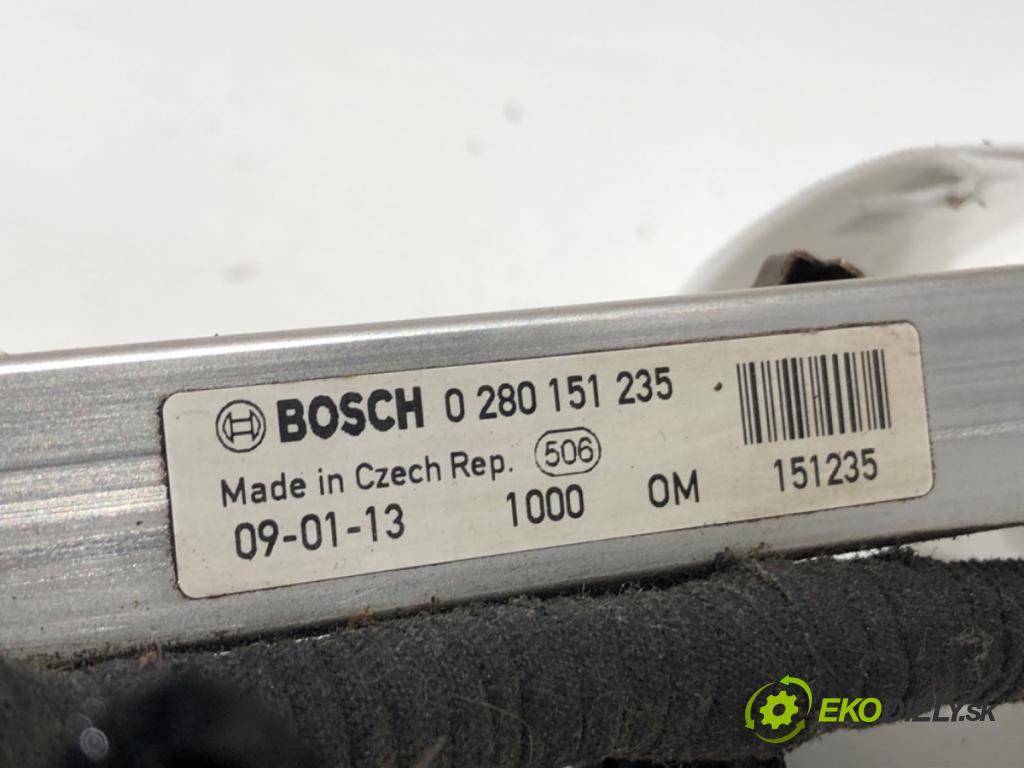 BOSCH 0 280 151 235
Made in Czech Rep. 506
09-01-13 1000 OM 151235
EKODIELY.SK